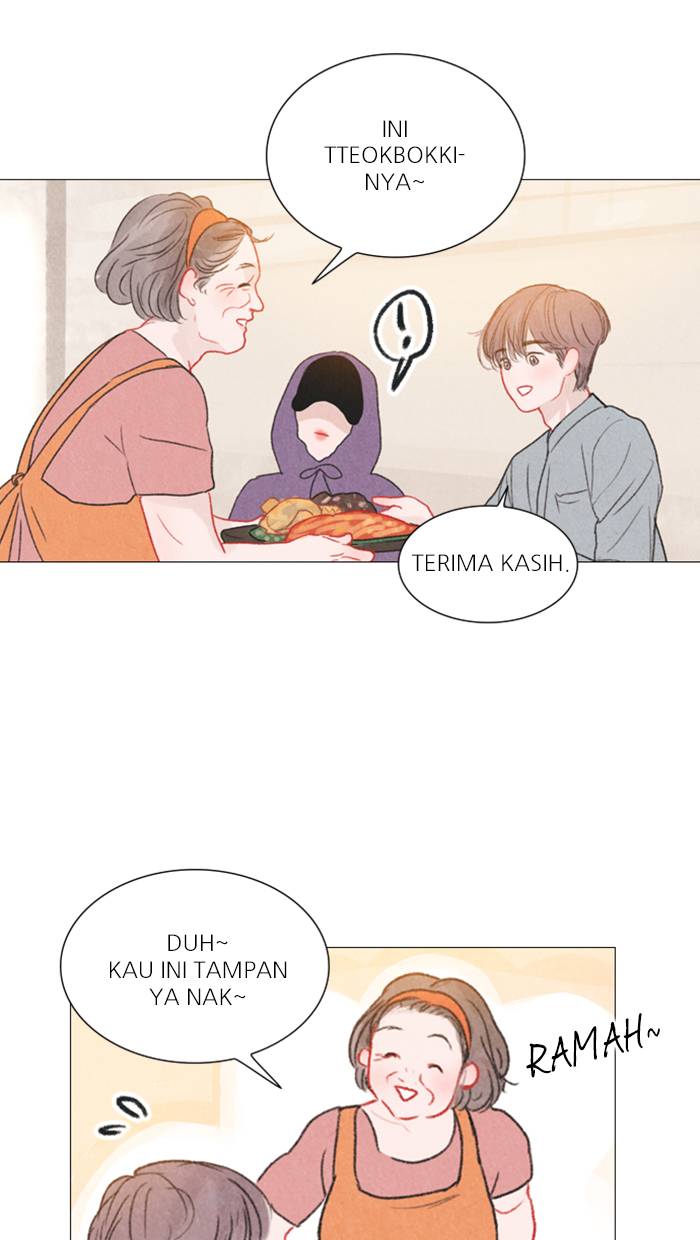 INI
TTEOKBOKKI-
NYA~
!
TERIMA KASIH.
DUH~
KAU INI TAMPAN
YA NAK~
RAMAH~